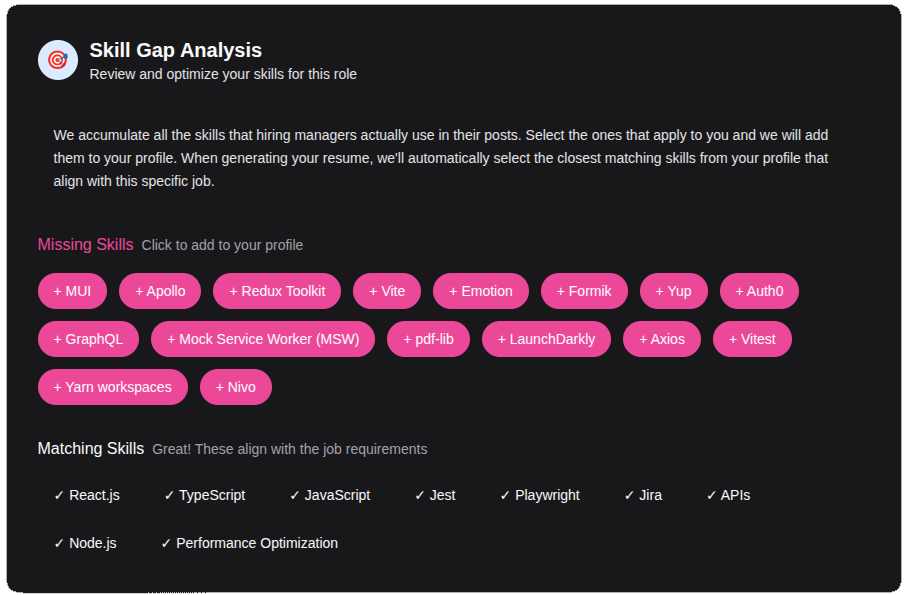 Skill Gap Analysis
Review and optimize your skills for this role
We accumulate all the skills that hiring managers actually use in their posts. Select the ones that apply to you and we will add
them to your profile. When generating your resume, we'll automatically select the closest matching skills from your profile that
align with this specific job.
Missing Skills Click to add to your profile
+ MUI + Apollo + Redux Toolkit + Vite + Emotion + Formik + Yup + Auth0
+ GraphQL + Mock Service Worker (MSW) + pdf-lib + LaunchDarkly + Axios + Vitest
+ Yarn workspaces + Nivo
Matching Skills Great! These align with the job requirements
✓ React.js ✓ TypeScript ✓ JavaScript ✓ Jest ✓ Playwright ✓ Jira ✓ APIs
✓ Node.js ✓ Performance Optimization